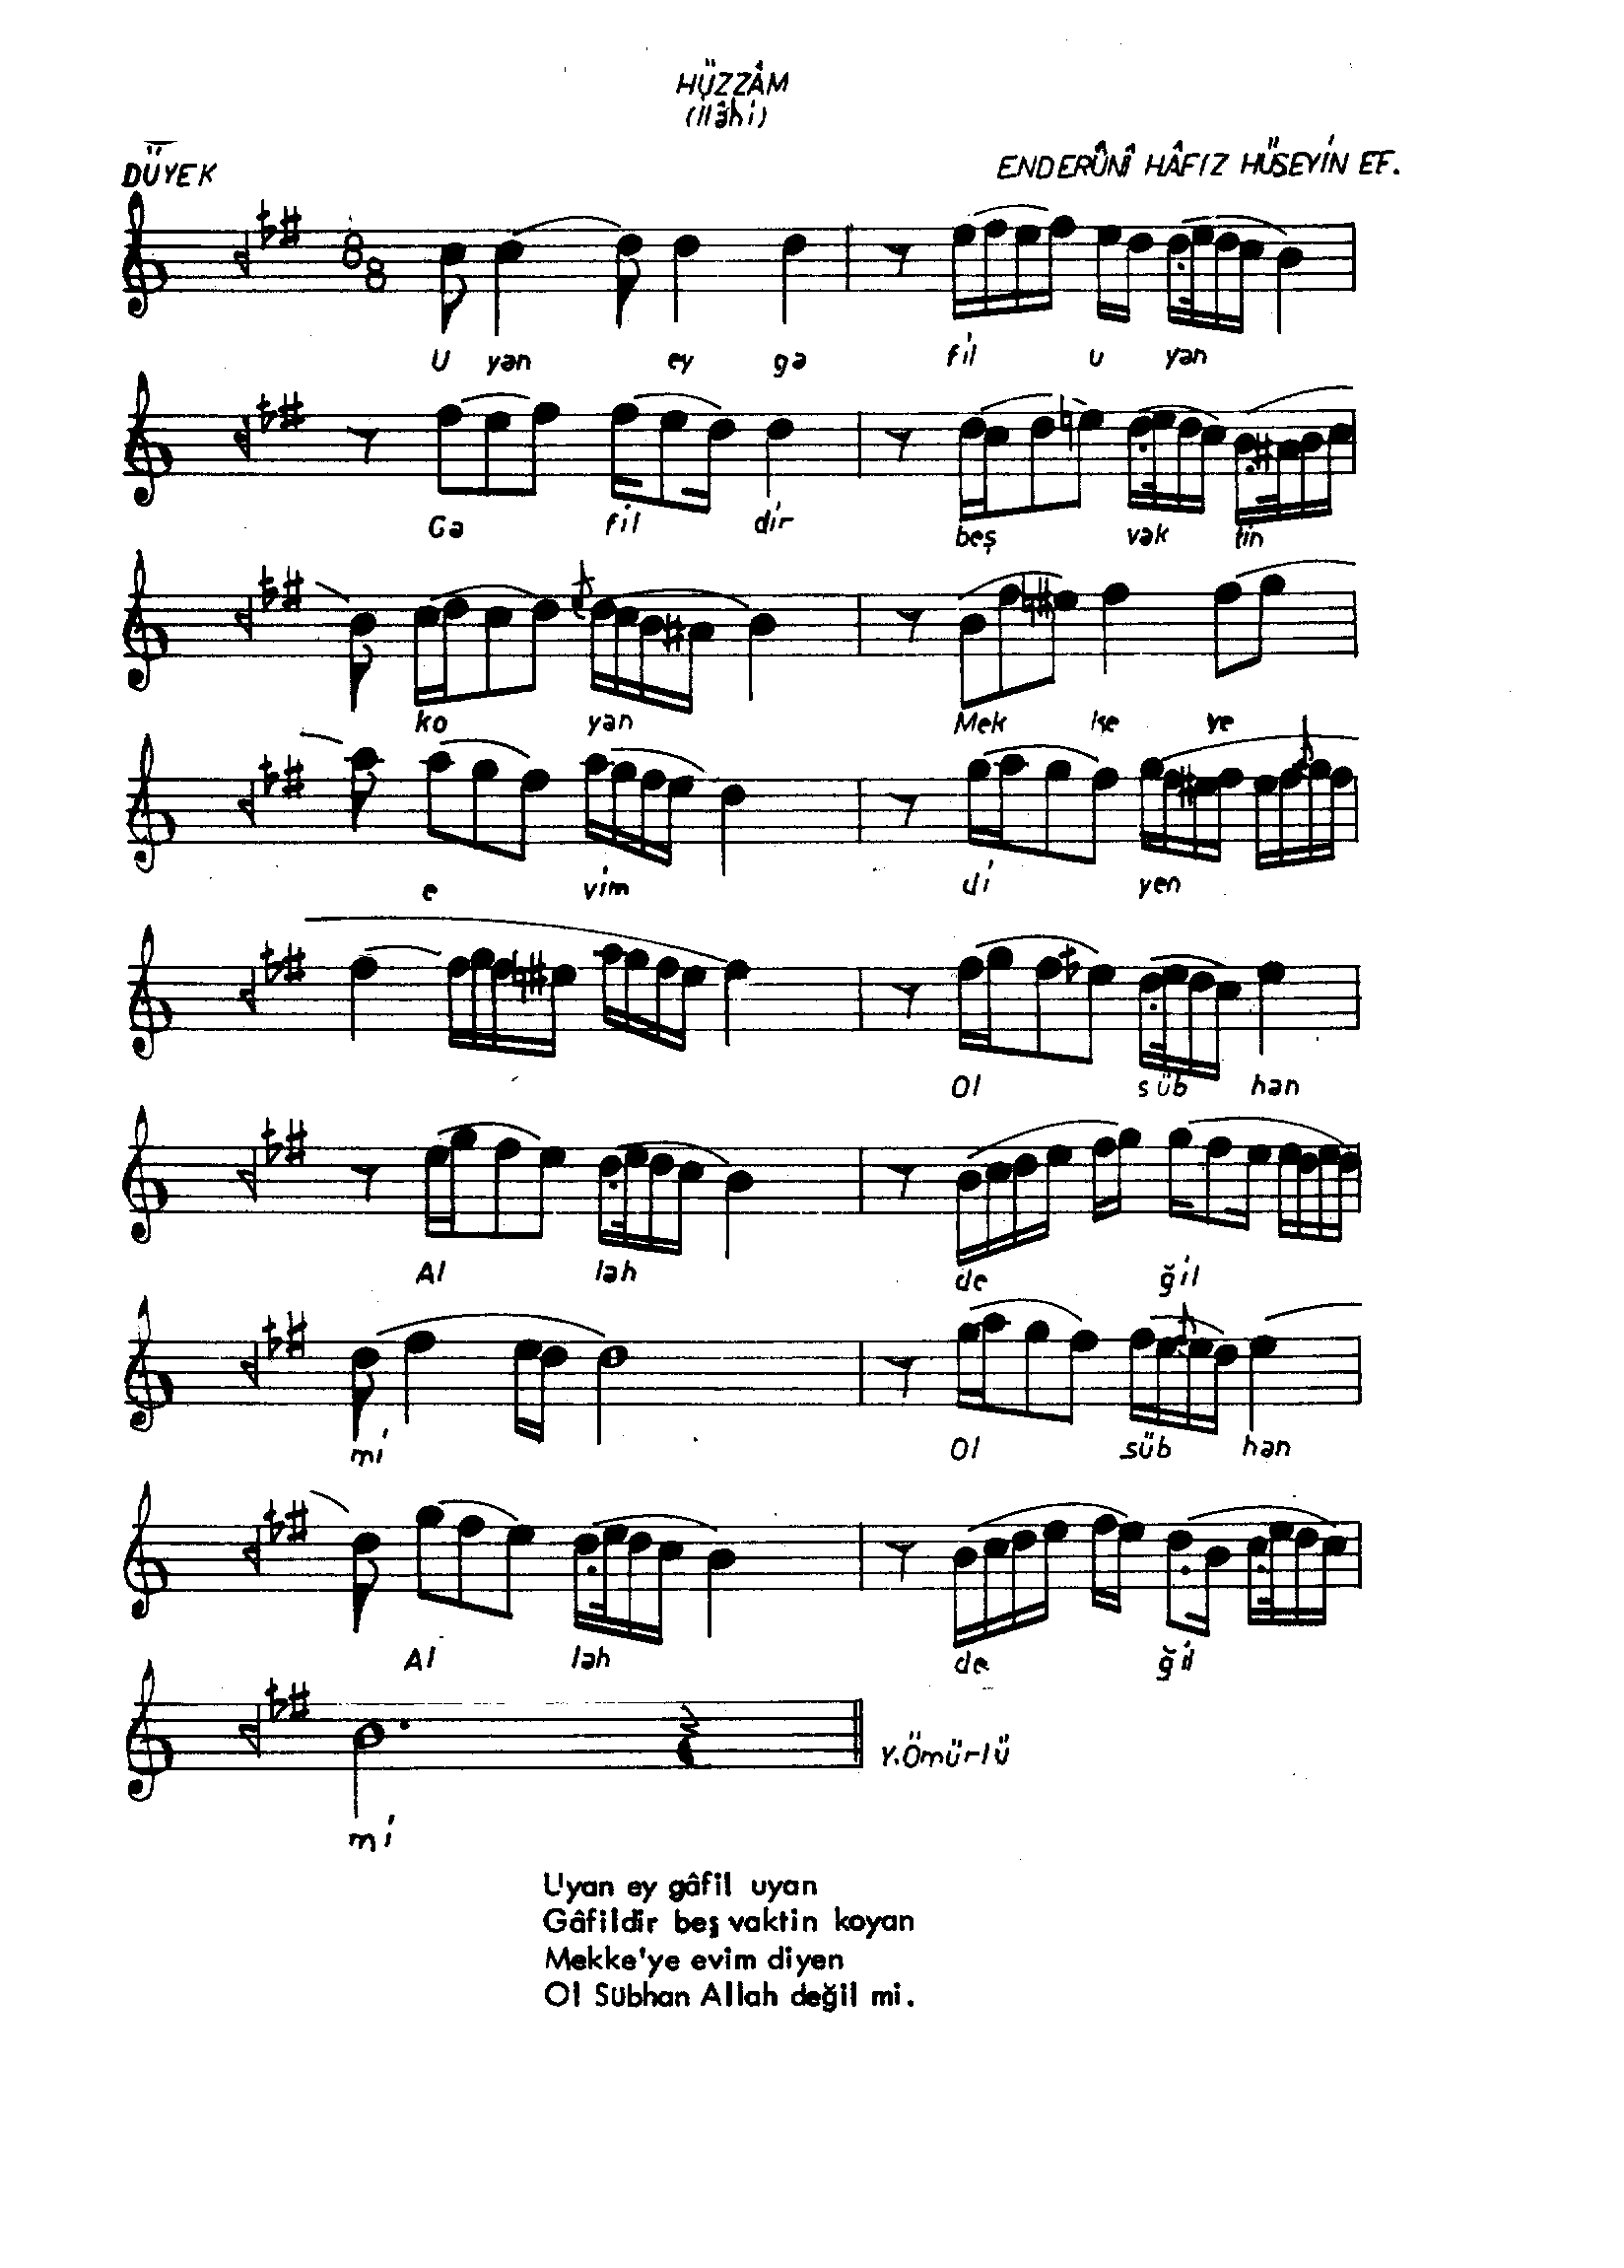 HÜZZÂM
(İlâhi)
DÜYEK
ENDERÛNÎ HÂFIZ HÜSEYİN EF.
8
8
U yan ey ga fil u yan
Ga fil dir beş vak tin
ko yan Mek ke ye
e vim di yen
Ol süb han
Al lah de ğil
mi Ol süb han
Al lah de ğil
Y. Ömürlü
mi
Uyan ey gâfil uyan
Gâfildir beş vaktin koyan
Mekke'ye evim diyen
Ol Sübhan Allah değil mi.